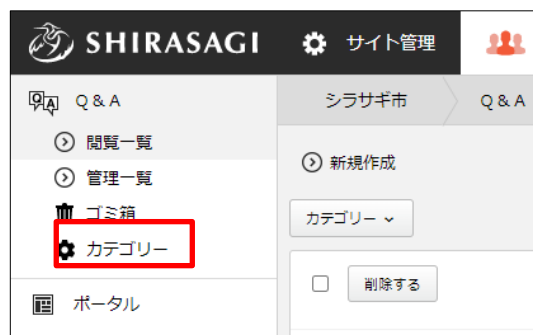 SHIRASAGI サイト管理
Q & A
シラサギ市 Q & A
閲覧一覧
管理一覧
新規作成
ゴミ箱
カテゴリー
カテゴリー
削除する
ポータル